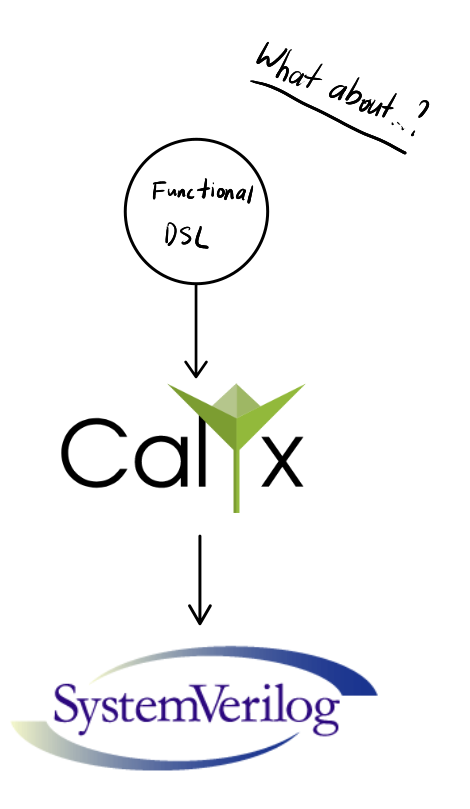 What about...?
Functional
DSL
Calyx
SystemVerilog